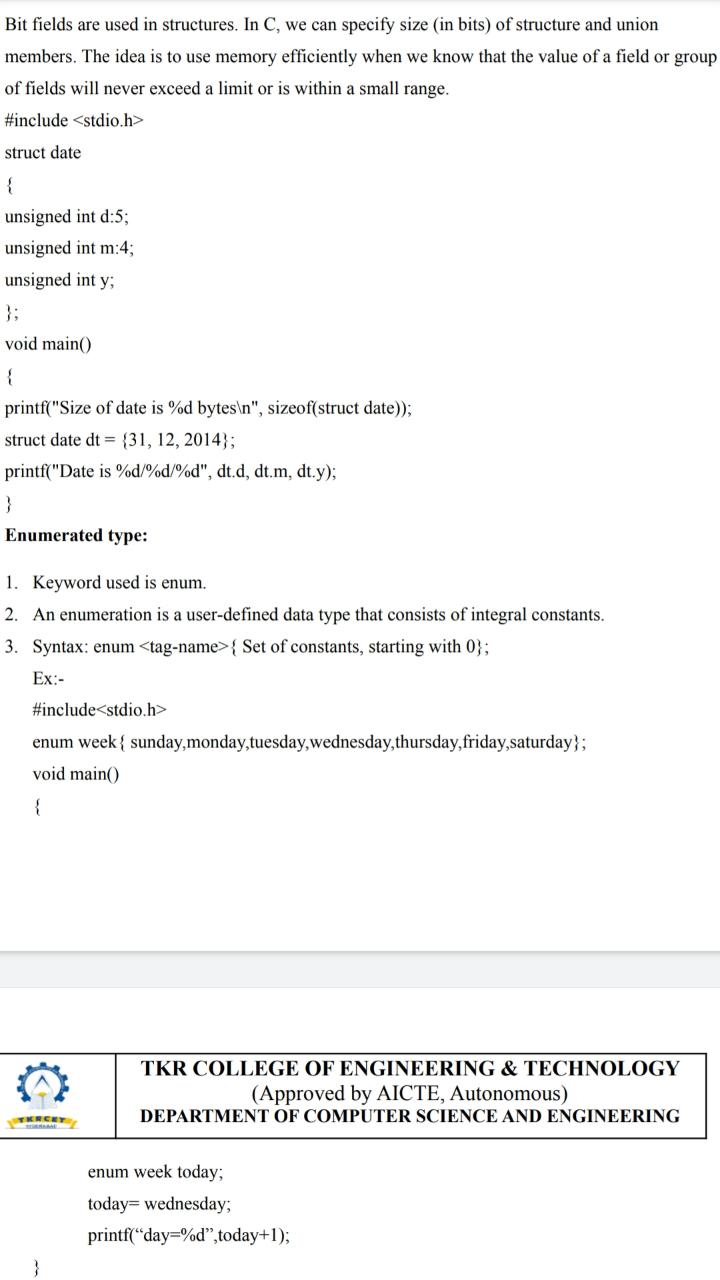 Bit fields are used in structures. In C, we can specify size (in bits) of structure and union
members. The idea is to use memory efficiently when we know that the value of a field or group
of fields will never exceed a limit or is within a small range.
#include <stdio.h>
struct date
{
unsigned int d:5;
unsigned int m:4;
unsigned int y;
};
void main()
{
printf("Size of date is %d bytes\n", sizeof(struct date));
struct date dt = {31, 12, 2014};
printf("Date is %d/%d/%d", dt.d, dt.m, dt.y);
}
Enumerated type:
1. Keyword used is enum.
2. An enumeration is a user-defined data type that consists of integral constants.
3. Syntax: enum <tag-name>{ Set of constants, starting with 0};
Ex:-
#include<stdio.h>
enum week{ sunday,monday,tuesday,wednesday,thursday,friday,saturday};
void main()
{
TKRCET
TKR COLLEGE OF ENGINEERING & TECHNOLOGY
(Approved by AICTE, Autonomous)
DEPARTMENT OF COMPUTER SCIENCE AND ENGINEERING
enum week today;
today= wednesday;
printf(“day=%d”,today+1);
}